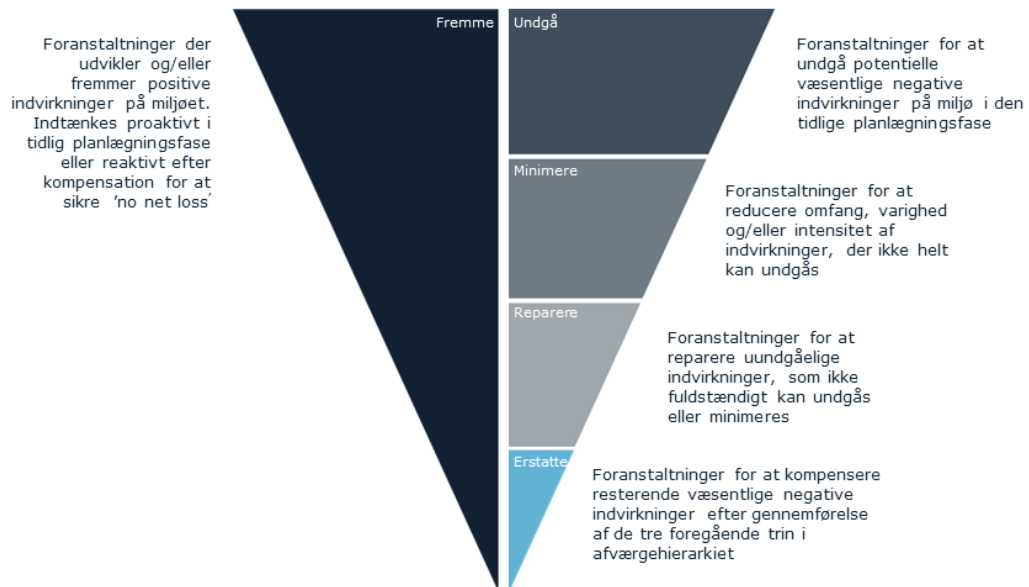 Fremme
Foranstaltninger der
udvikler og/eller
fremmer positive
indvirkninger på miljøet.
Indtænkes proaktivt i
tidlig planlægningsfase
eller reaktivt efter
kompensation for at
sikre 'no net loss'
Undgå
Foranstaltninger for at
undgå potentielle
væsentlige negative
indvirkninger på miljø i den
tidlige planlægningsfase
Minimere
Foranstaltninger for at
reducere omfang, varighed
og/eller intensitet af
indvirkninger, der ikke helt
kan undgås
Reparere
Foranstaltninger for at
reparere uundgåelige
indvirkninger, som ikke
fuldstændigt kan undgås
eller minimeres
Erstatte
Foranstaltninger for at kompensere
resterende væsentlige negative
indvirkninger efter gennemførelse
af de tre foregående trin i
afværgehierarkiet